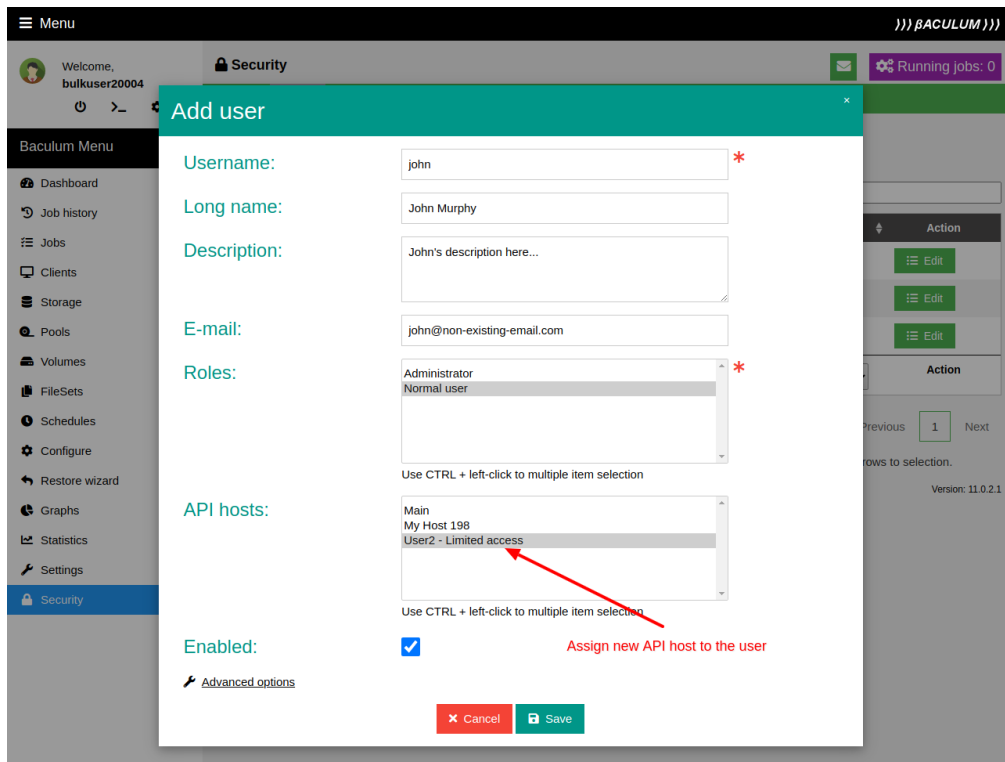 Menu
))) βACULUM )))
Welcome,
bulkuser20004
Security
Running jobs: 0
Baculum Menu
Dashboard
Job history
Jobs
Clients
Storage
Pools
Volumes
FileSets
Schedules
Configure
Restore wizard
Graphs
Statistics
Settings
Security
Add user
×
Username:
john
*
Long name:
John Murphy
Description:
John's description here...
E-mail:
john@non-existing-email.com
Roles:
Administrator
*
Normal user
Use CTRL + left-click to multiple item selection
API hosts:
Main
My Host 198
User2 - Limited access
Use CTRL + left-click to multiple item selection
Enabled:
Assign new API host to the user
Advanced options
Cancel
Save
Action
Edit
Edit
Edit
Action
Previous
1
Next
rows to selection.
Version: 11.0.2.1